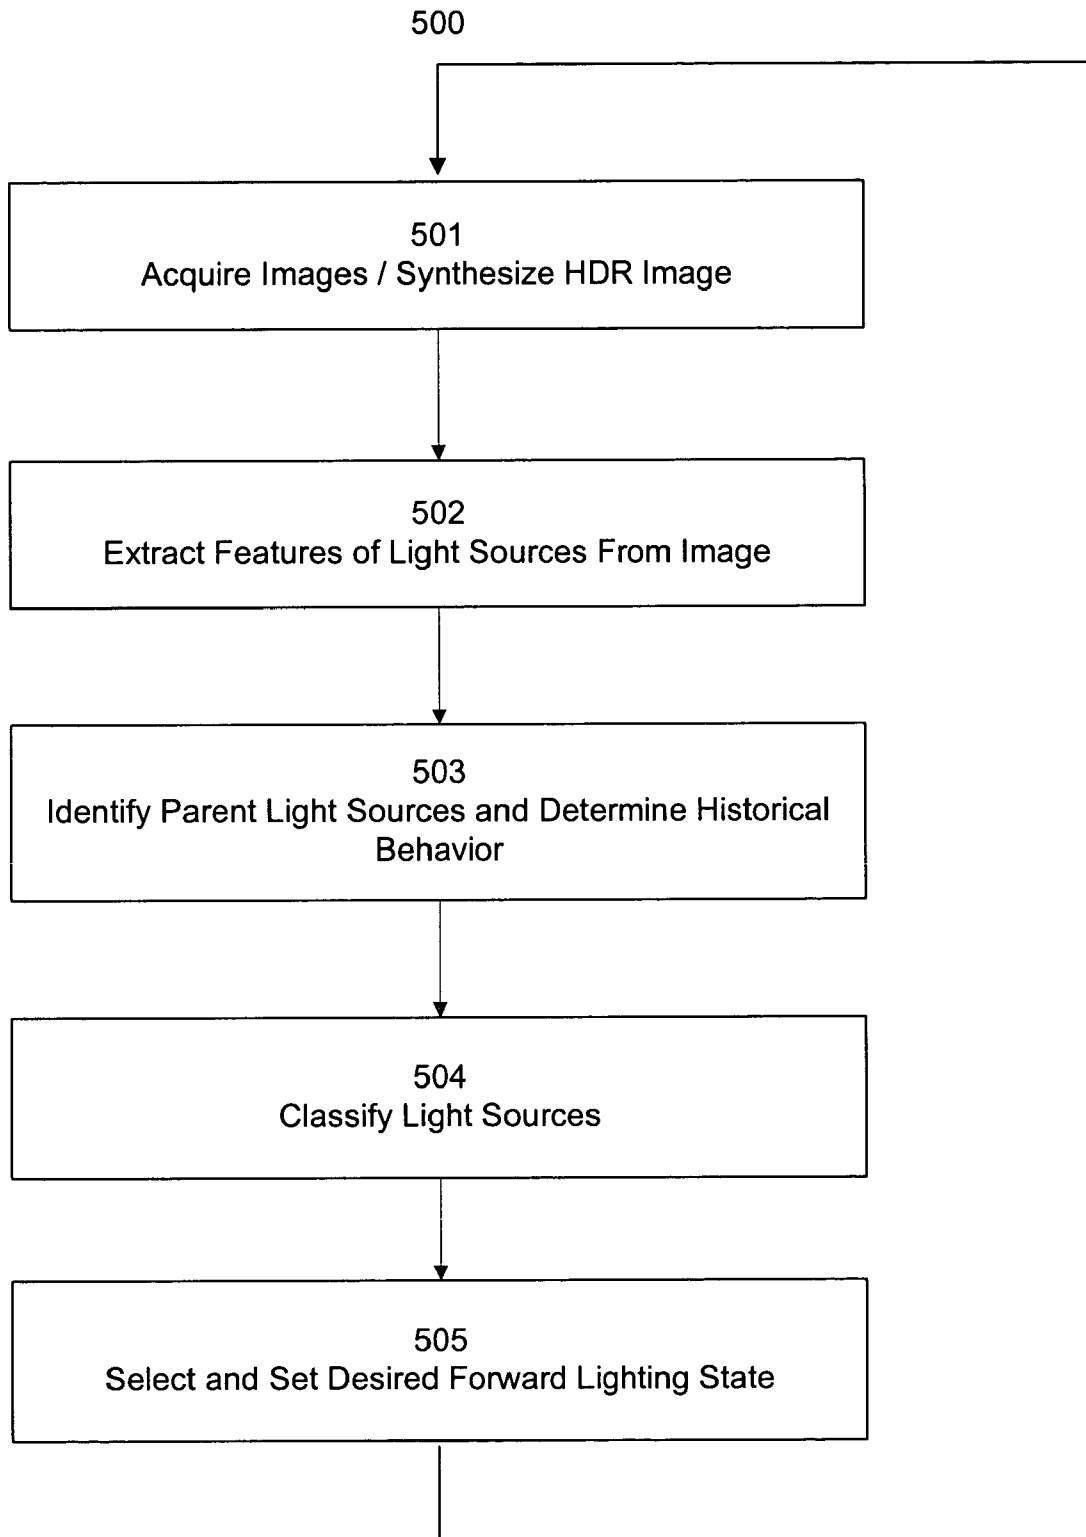 500
501
Acquire Images / Synthesize HDR Image
502
Extract Features of Light Sources From Image
503
Identify Parent Light Sources and Determine Historical
Behavior
504
Classify Light Sources
505
Select and Set Desired Forward Lighting State